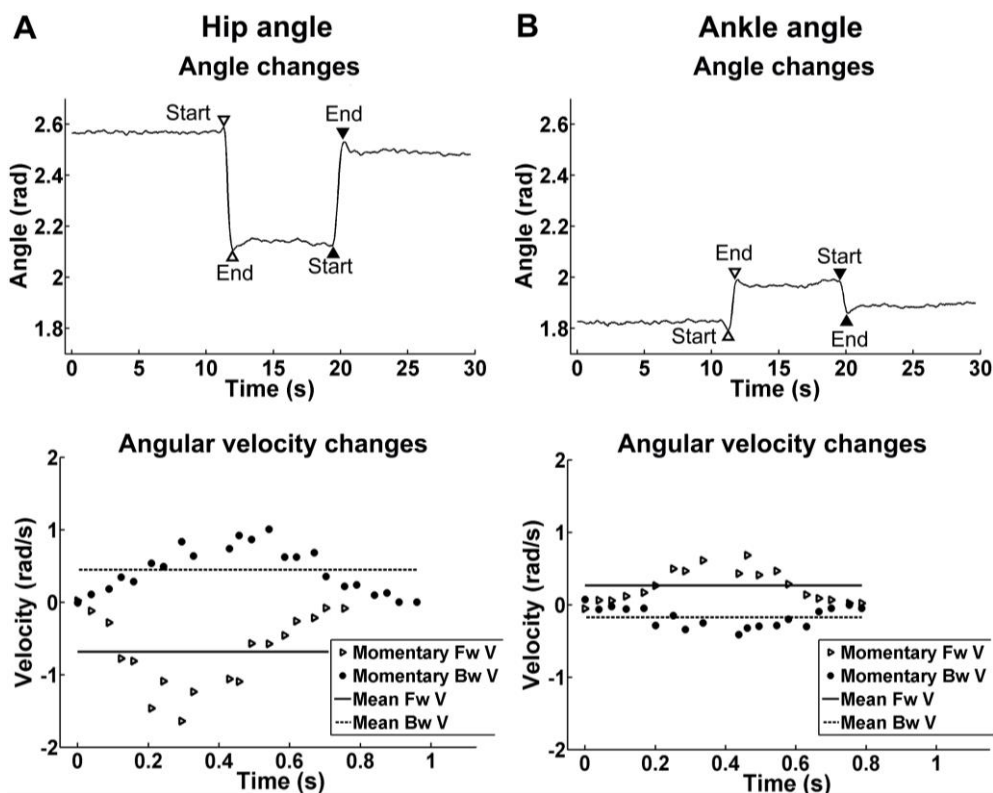 A Hip angle
Angle changes
Angle (rad)
2.6
2.4
2.2
2
1.8
Start
End
End
Start
0 5 10 15 20 25 30
Time (s)
B Ankle angle
Angle changes
Angle (rad)
2.6
2.4
2.2
2
1.8
End
Start
Start
End
0 5 10 15 20 25 30
Time (s)
Angular velocity changes
Velocity (rad/s)
2
1
0
-1
-2
Momentary Fw V
Momentary Bw V
Mean Fw V
Mean Bw V
0 0.2 0.4 0.6 0.8 1
Time (s)
Angular velocity changes
Velocity (rad/s)
2
1
0
-1
-2
Momentary Fw V
Momentary Bw V
Mean Fw V
Mean Bw V
0 0.2 0.4 0.6 0.8 1
Time (s)